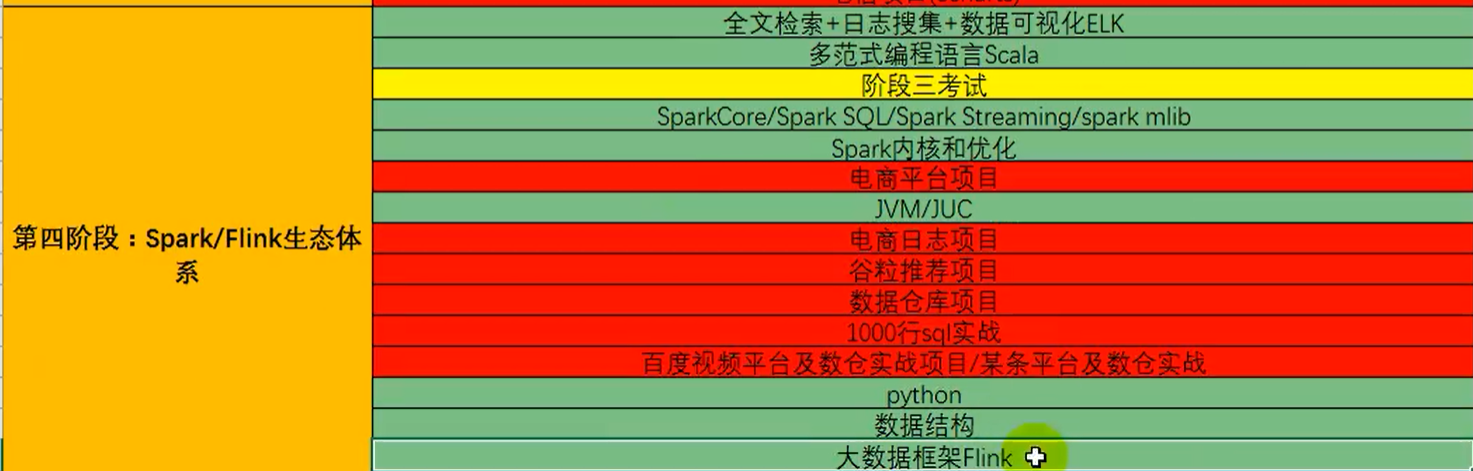 全文检索+日志搜集+数据可视化ELK
多范式编程语言Scala
阶段三考试
SparkCore/Spark SQL/Spark Streaming/spark mlib
Spark内核和优化
电商平台项目
JVM/JUC
第四阶段：Spark/Flink生态体
系
电商日志项目
谷粒推荐项目
数据仓库项目
1000行sql实战
百度视频平台及数仓实战项目/某条平台及数仓实战
python
数据结构
大数据框架Flink